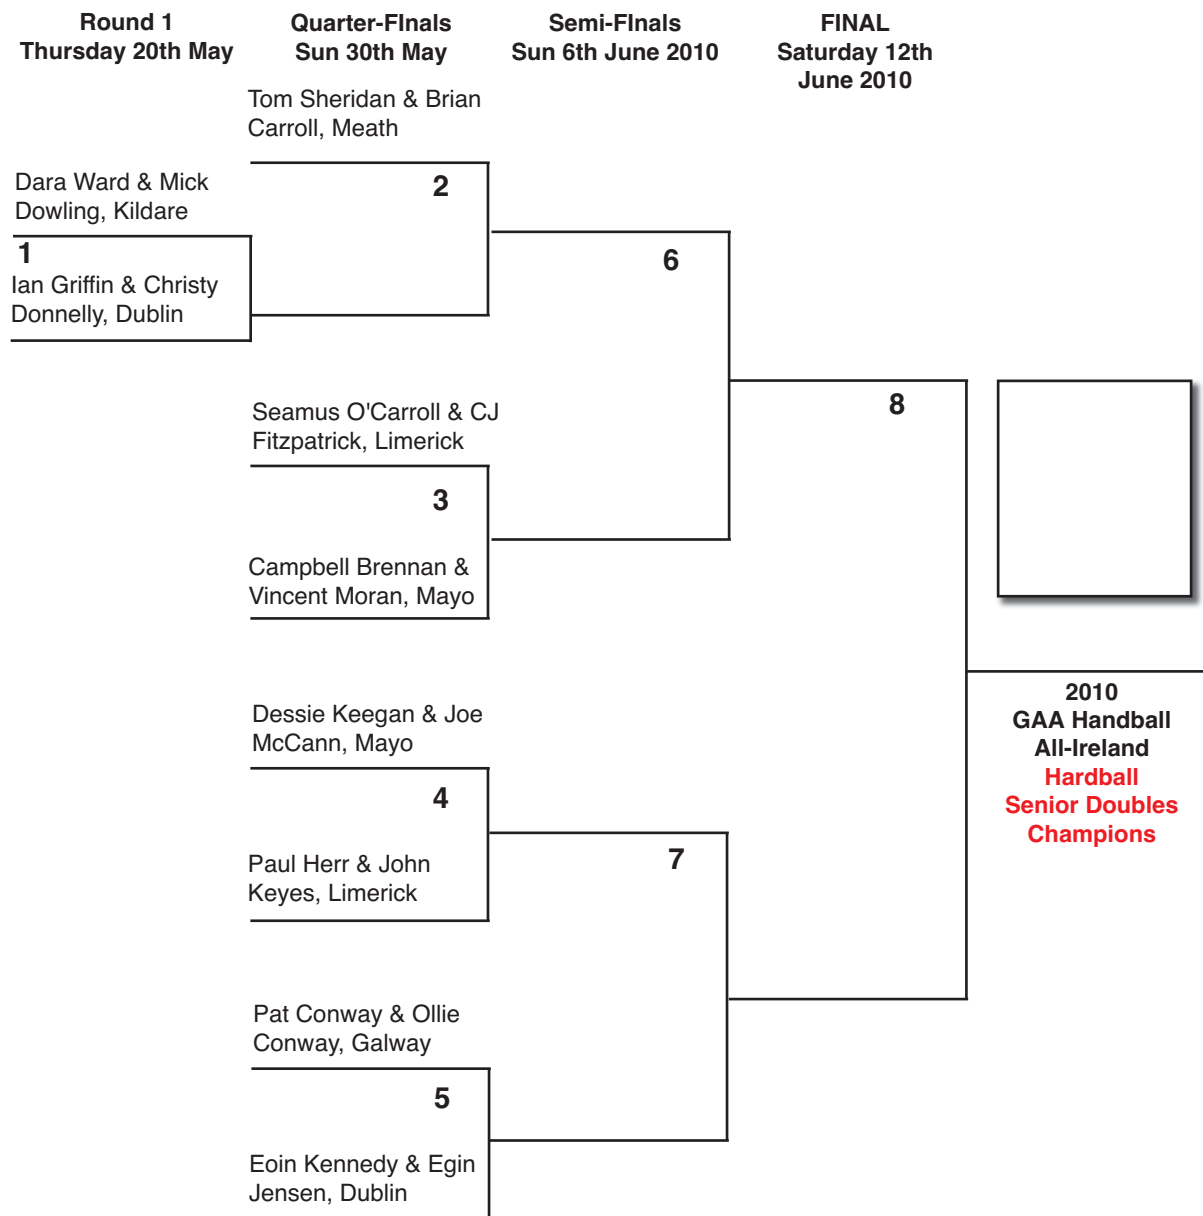 Round 1
Thursday 20th May
Quarter-FInals
Sun 30th May
Semi-FInals
Sun 6th June 2010
FINAL
Saturday 12th
June 2010
Tom Sheridan & Brian
Carroll, Meath
2
Dara Ward & Mick
Dowling, Kildare
1
Ian Griffin & Christy
Donnelly, Dublin
6
Seamus O'Carroll & CJ
Fitzpatrick, Limerick
3
Campbell Brennan &
Vincent Moran, Mayo
8
Dessie Keegan & Joe
McCann, Mayo
4
Paul Herr & John
Keyes, Limerick
7
Pat Conway & Ollie
Conway, Galway
5
Eoin Kennedy & Egin
Jensen, Dublin
2010
GAA Handball
All-Ireland
Hardball
Senior Doubles
Champions